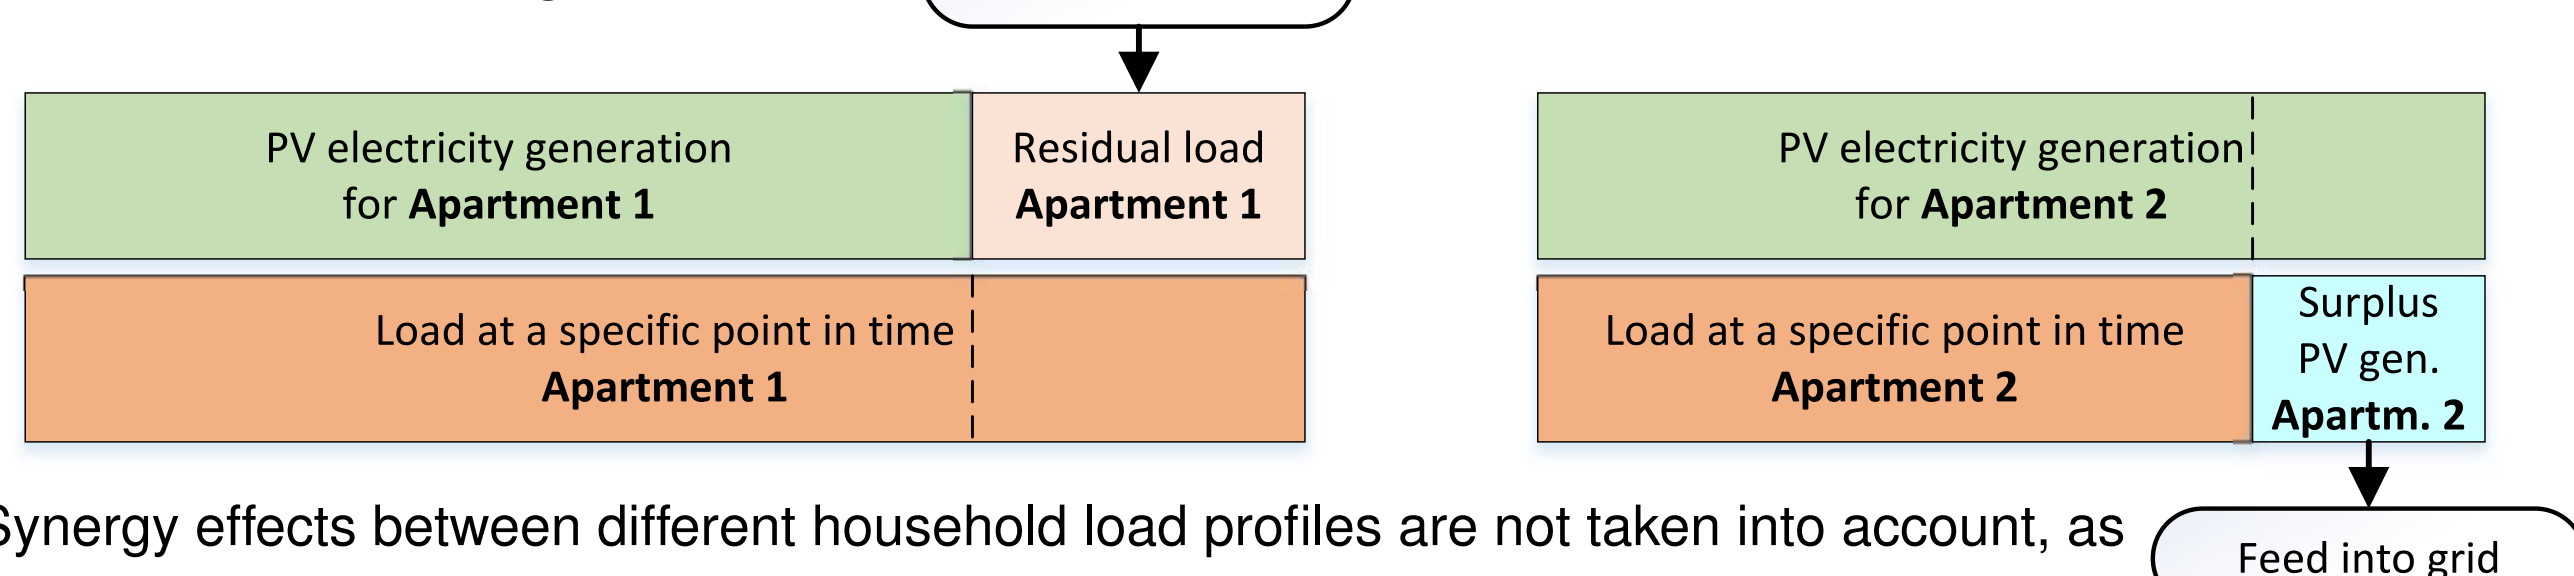 PV electricity generation
for Apartment 1
Residual load
Apartment 1
PV electricity generation
for Apartment 2
Load at a specific point in time
Apartment 1
Load at a specific point in time
Apartment 2
Surplus
PV gen.
Apartm. 2
Synergy effects between different household load profiles are not taken into account, as
Feed into grid